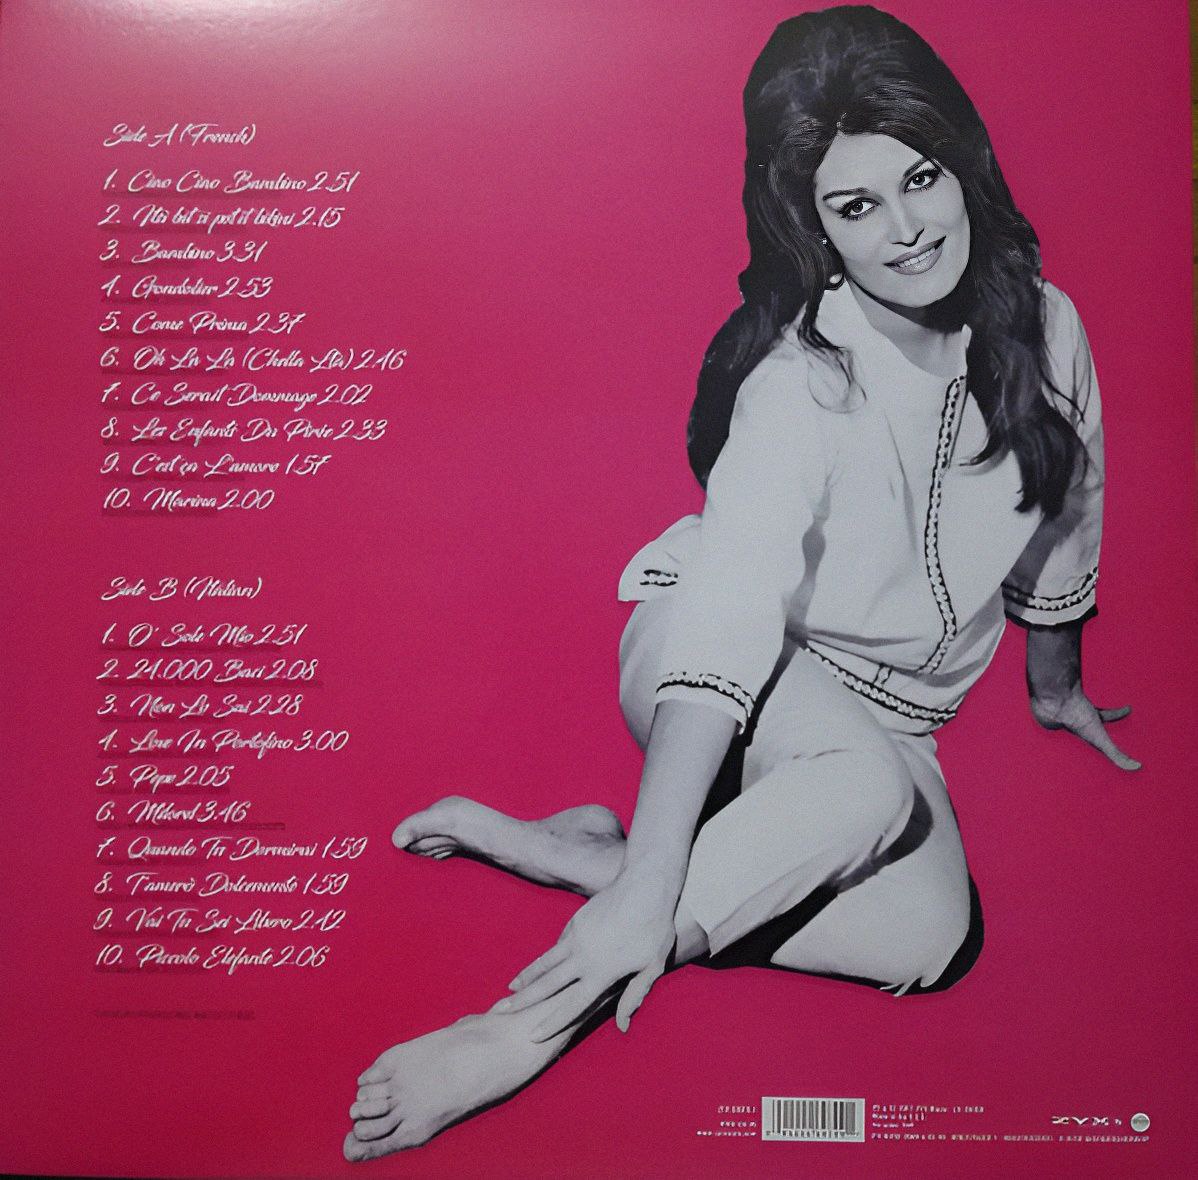 Side A (French)
1. Ciao Ciao Bambino 2.51
2. Itsi bitsi petit bikini 2.15
3. Bambino 3.31
4. Gondolier 2.53
5. Come Prima 2.37
6. Oh La La (Chella Lla) 2.46
7. Ce Serait Dommage 2.02
8. Les Enfants Du Pirée 2.33
9. C'est ça L'amore 1.57
10. Marina 2.00
Side B (Italian)
1. O' Sole Mio 2.51
2. 24.000 Baci 2.08
3. Non Lo Sai 2.28
4. Love In Portofino 3.00
5. Pepe 2.05
6. Milord 3.46
7. Quando Tu Dormirai 1.59
8. T'amerò Dolcemente 1.59
9. Vai Tu Sei Libero 2.42
10. Piccolo Elefante 2.06
ZYX